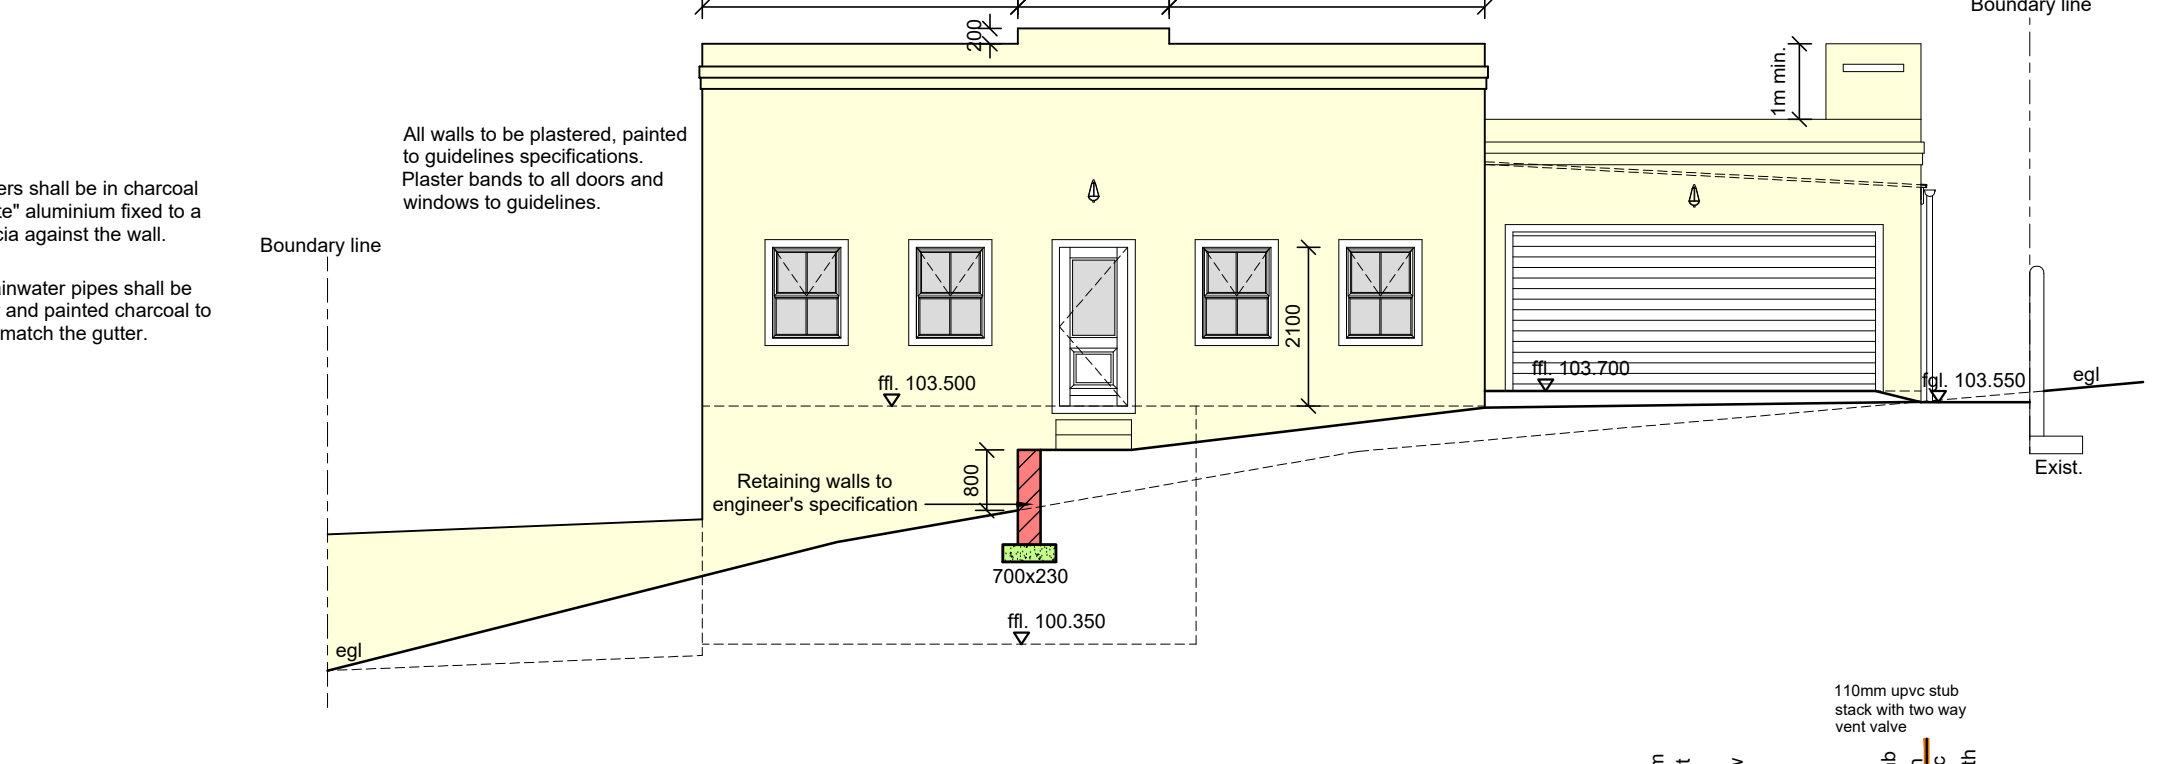 Boundary line
200
1m min.
All walls to be plastered, painted
to guidelines specifications.
Plaster bands to all doors and
windows to guidelines.
ers shall be in charcoal
te" aluminium fixed to a
cia against the wall.
Boundary line
ainwater pipes shall be
and painted charcoal to
match the gutter.
2100
ffl. 103.500
ffl. 103.700
fgl. 103.550
egl
800
Retaining walls to
engineer's specification
Exist.
700x230
ffl. 100.350
egl
110mm upvc stub
stack with two way
vent valve